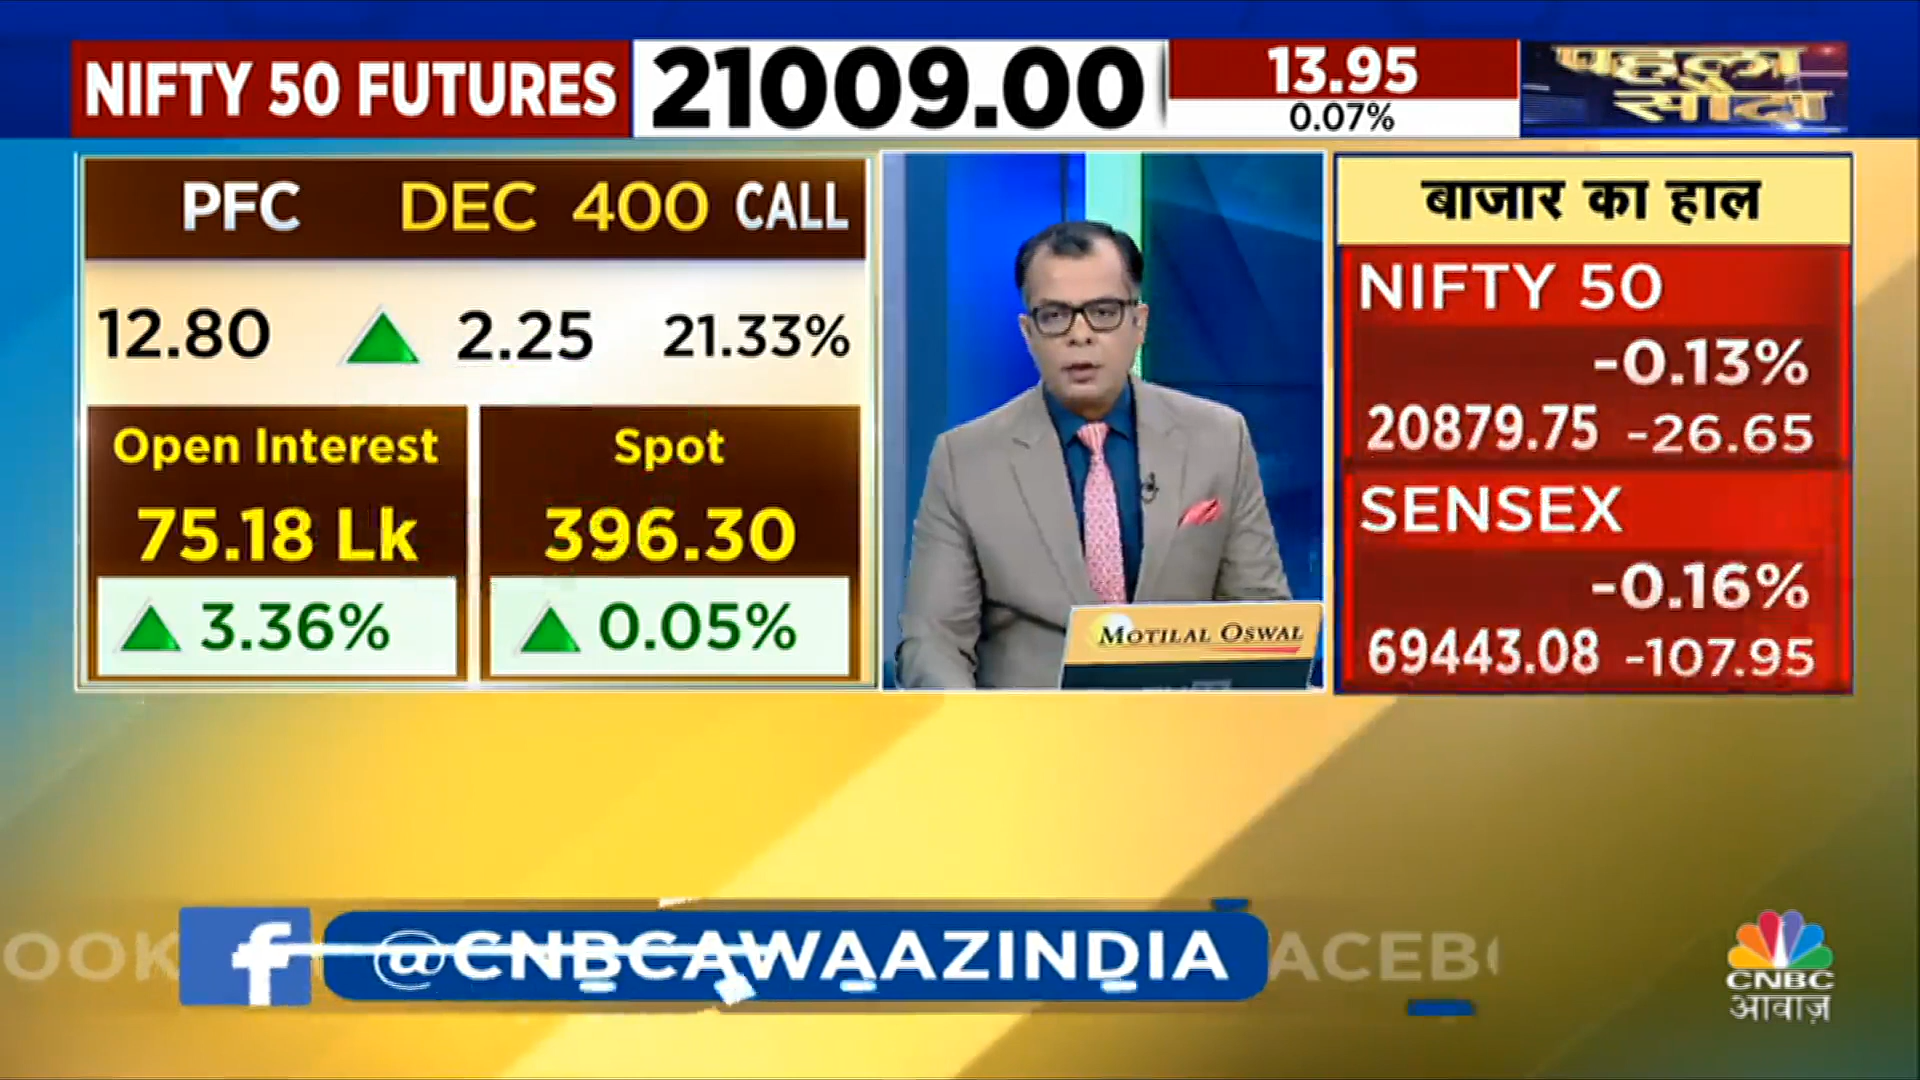 NIFTY 50 FUTURES 21009.00 13.95
0.07%
पहला
सौदा
PFC DEC 400 CALL
12.80 2.25 21.33%
Open Interest
75.18 Lk
3.36%
Spot
396.30
0.05%
MOTILAL OSWAL
बाजार का हाल
NIFTY 50
-0.13%
20879.75 -26.65
SENSEX
-0.16%
69443.08 -107.95
OOK f @CNBCAWAAZINDIA ACEB
CNBC
आवाज़